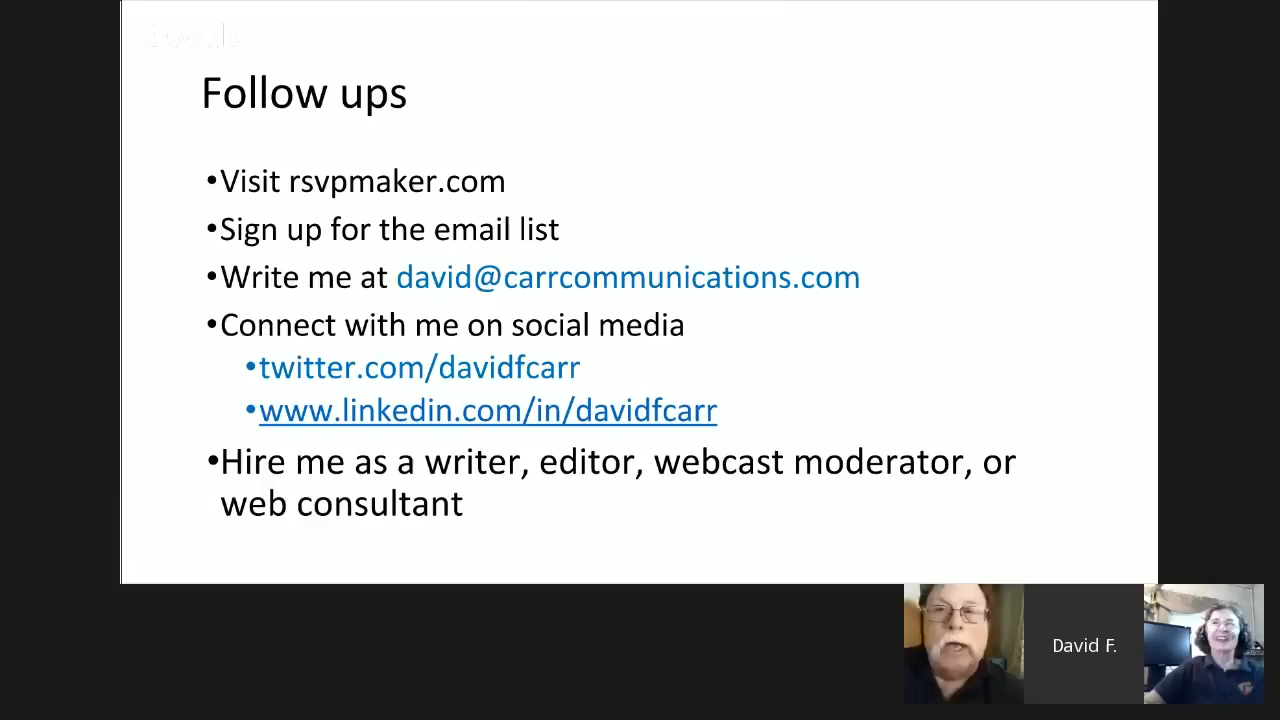 Google
Follow ups
•Visit rsvpmaker.com
•Sign up for the email list
•Write me at david@carrcommunications.com
•Connect with me on social media
•twitter.com/davidfcarr
•www.linkedin.com/in/davidfcarr
•Hire me as a writer, editor, webcast moderator, or
web consultant
David F.